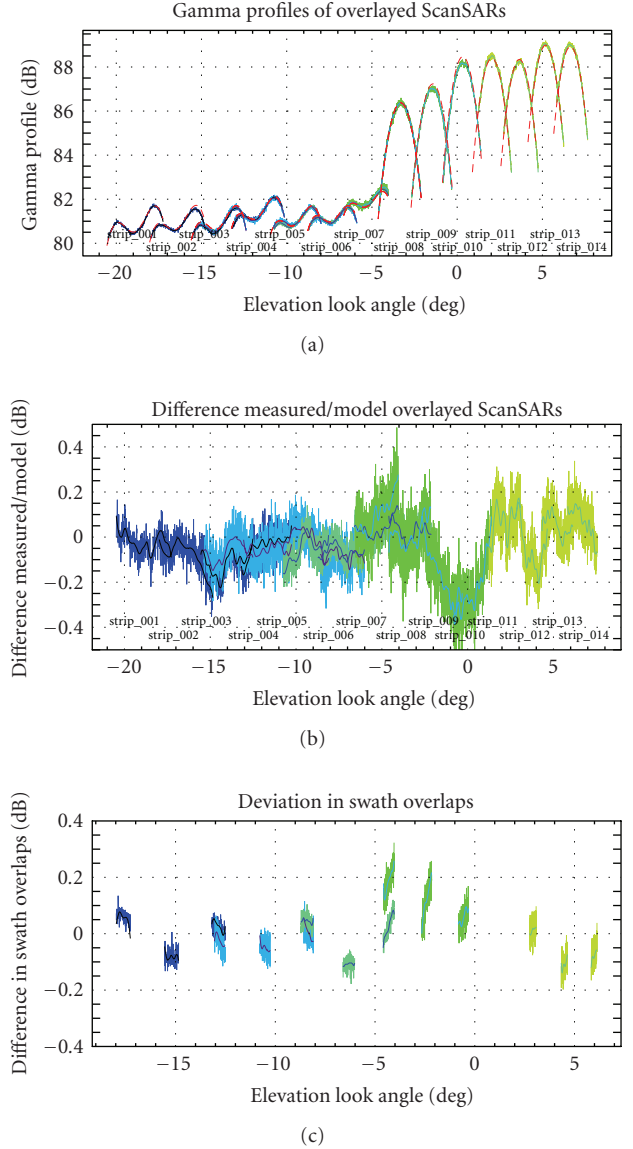 Gamma profiles of overlayed ScanSARs
Gamma profile (dB)
88
86
84
82
80
strip_001 strip_003 strip_005 strip_007 strip_009 strip_011 strip_013
strip_002 strip_004 strip_006 strip_008 strip_010 strip_012 strip_014
−20 −15 −10 −5 0 5
Elevation look angle (deg)
(a)
Difference measured/model overlayed ScanSARs
Difference measured/model (dB)
0.4
0.2
0
−0.2
−0.4
strip_001 strip_003 strip_005 strip_007 strip_009 strip_011 strip_013
strip_002 strip_004 strip_006 strip_008 strip_010 strip_012 strip_014
−20 −15 −10 −5 0 5
Elevation look angle (deg)
(b)
Deviation in swath overlaps
Difference in swath overlaps (dB)
0.4
0.2
0
−0.2
−0.4
−15 −10 −5 0 5
Elevation look angle (deg)
(c)